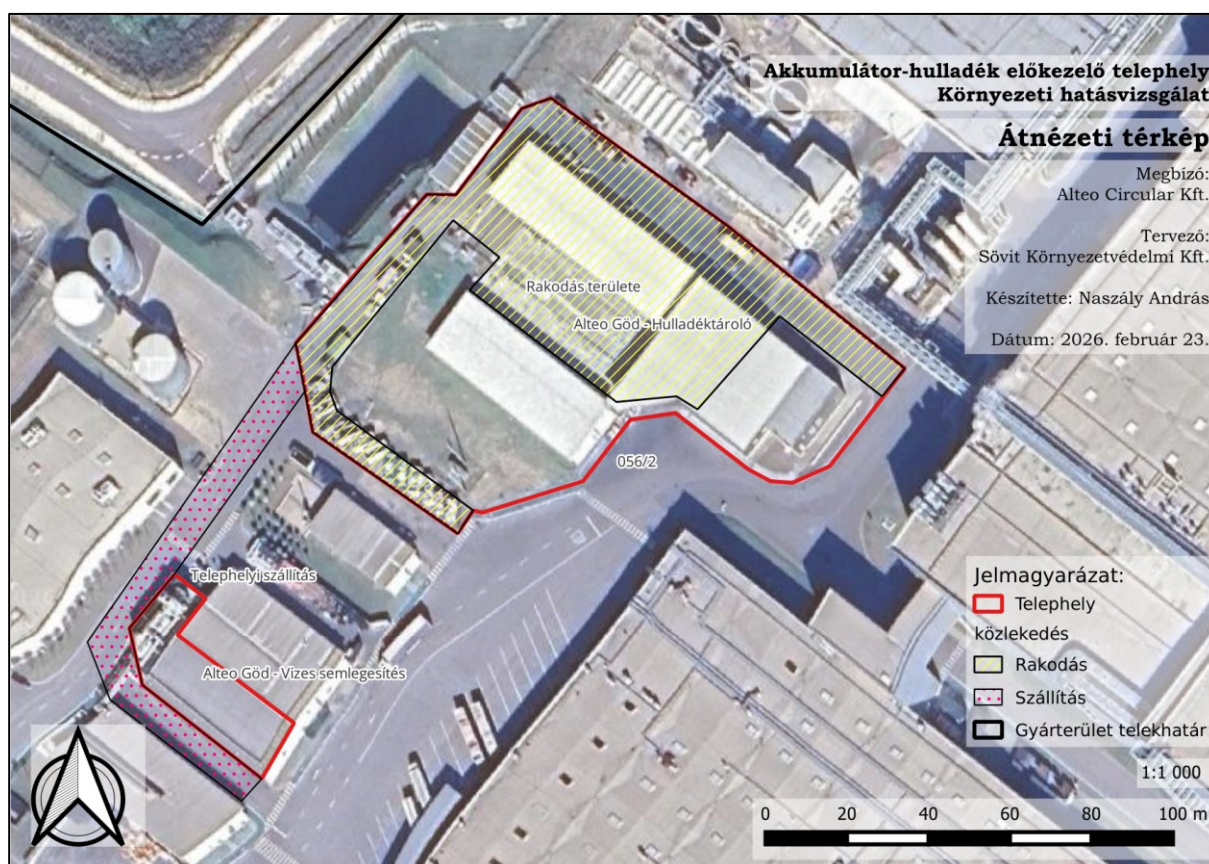 Akkumulátor-hulladék előkezelő telephely
Környezeti hatásvizsgálat
Átnézeti térkép
Megbízó:
Alteo Circular Kft.
Tervező:
Sövit Környezetvédelmi Kft.
Készítette: Naszály András
Dátum: 2026. február 23.
Rakodás területe
Alteo Göd - Hulladéktároló
056/2
Telephelyi szállítás
Alteo Göd - Vizes semlegesítés
Jelmagyarázat:
Telephely
közlekedés
Rakodás
Szállítás
Gyárterület telekhatár
1:1 000
0 20 40 60 80 100 m